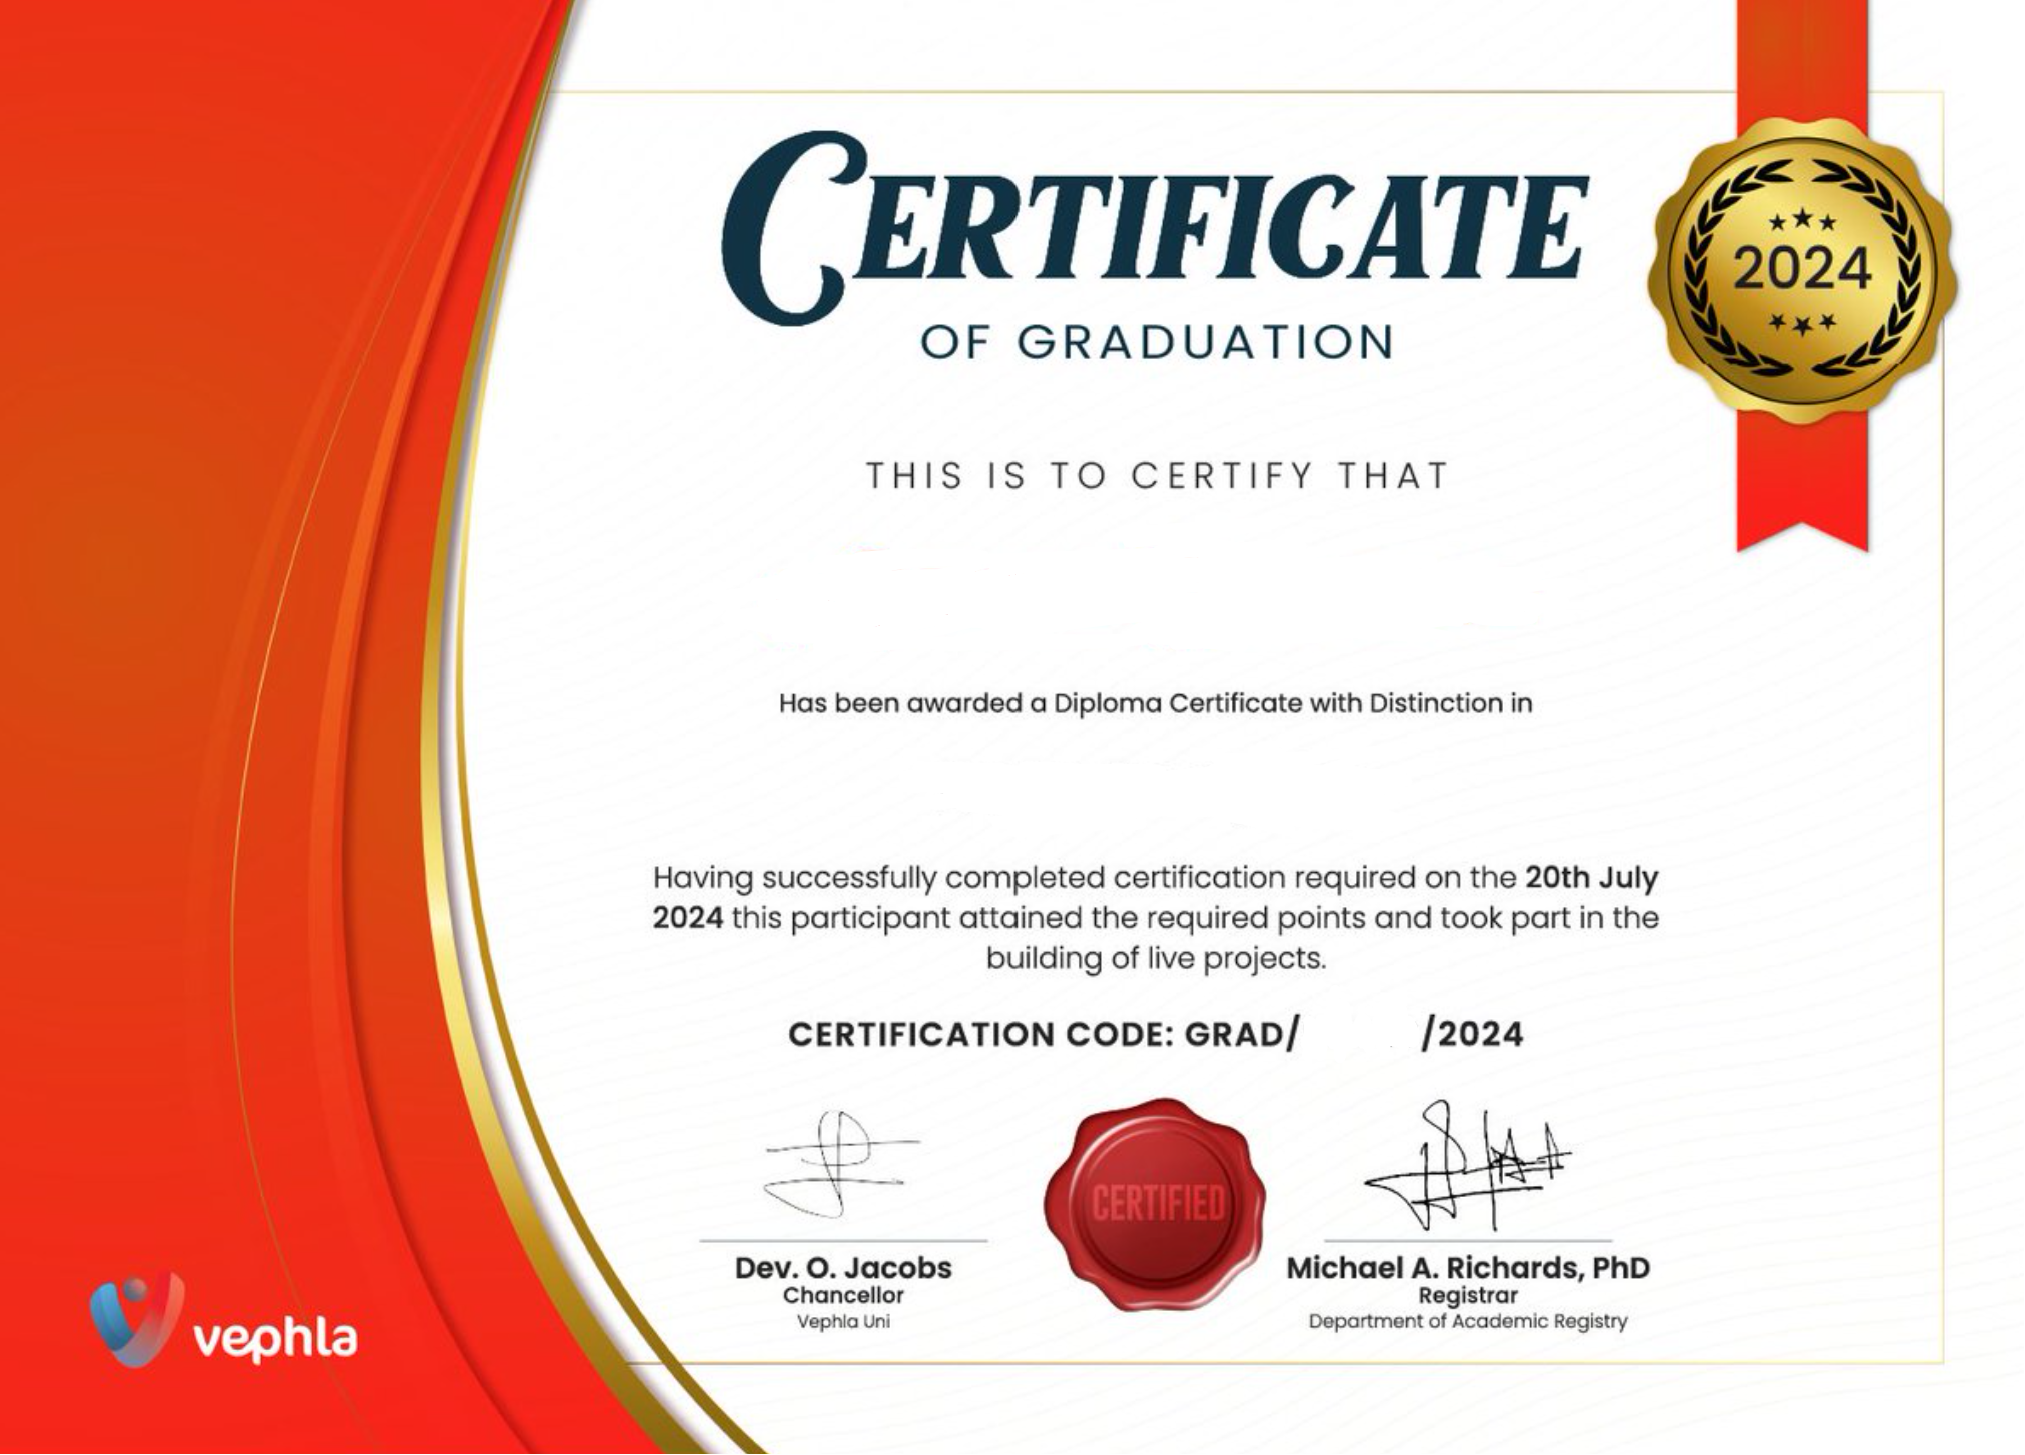 CERTIFICATE
OF GRADUATION
2024
THIS IS TO CERTIFY THAT
Has been awarded a Diploma Certificate with Distinction in
Having successfully completed certification required on the 20th July
2024 this participant attained the required points and took part in the
building of live projects.
CERTIFICATION CODE: GRAD/ /2024
CERTIFIED
Dev. O. Jacobs
Chancellor
Vephla Uni
Michael A. Richards, PhD
Registrar
Department of Academic Registry
vephla